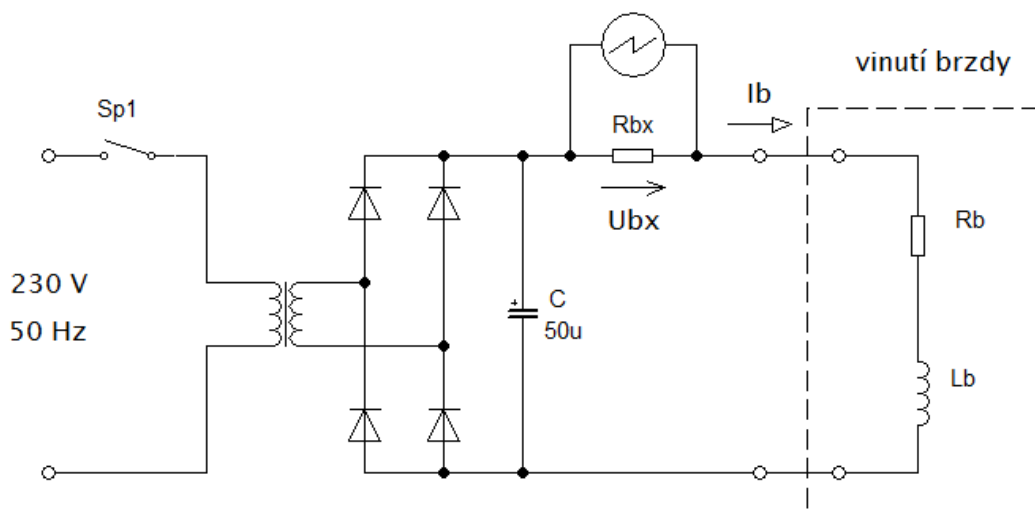 vinutí brzdy
Sp1
Ib
Rbx
Ubx
Rb
230 V
50 Hz
+
C
50u
Lb